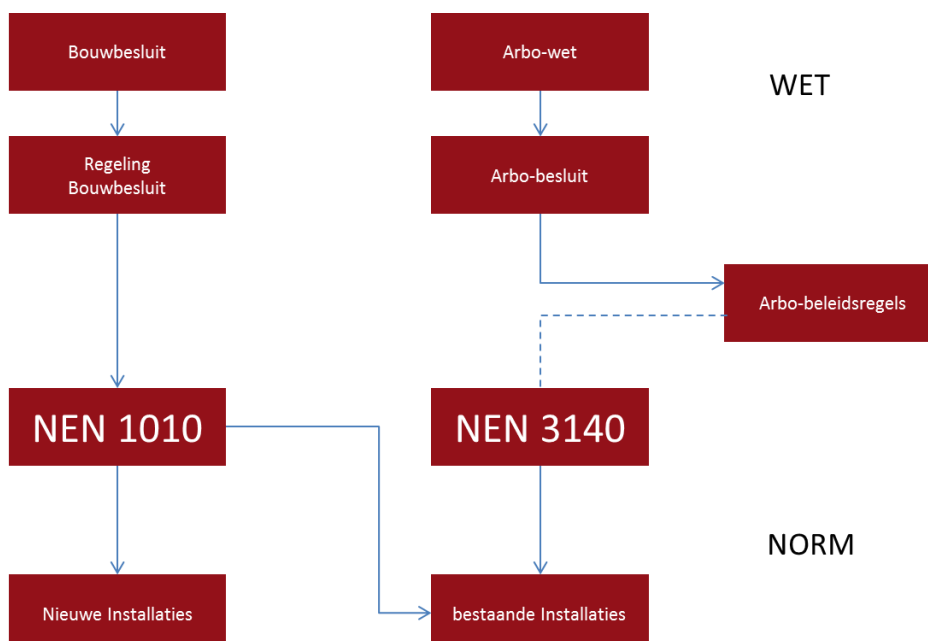 Bouwbesluit
Arbo-wet
WET
Regeling
Bouwbesluit
Arbo-besluit
Arbo-beleidsregels
NEN 1010
NEN 3140
NORM
Nieuwe Installaties
bestaande Installaties